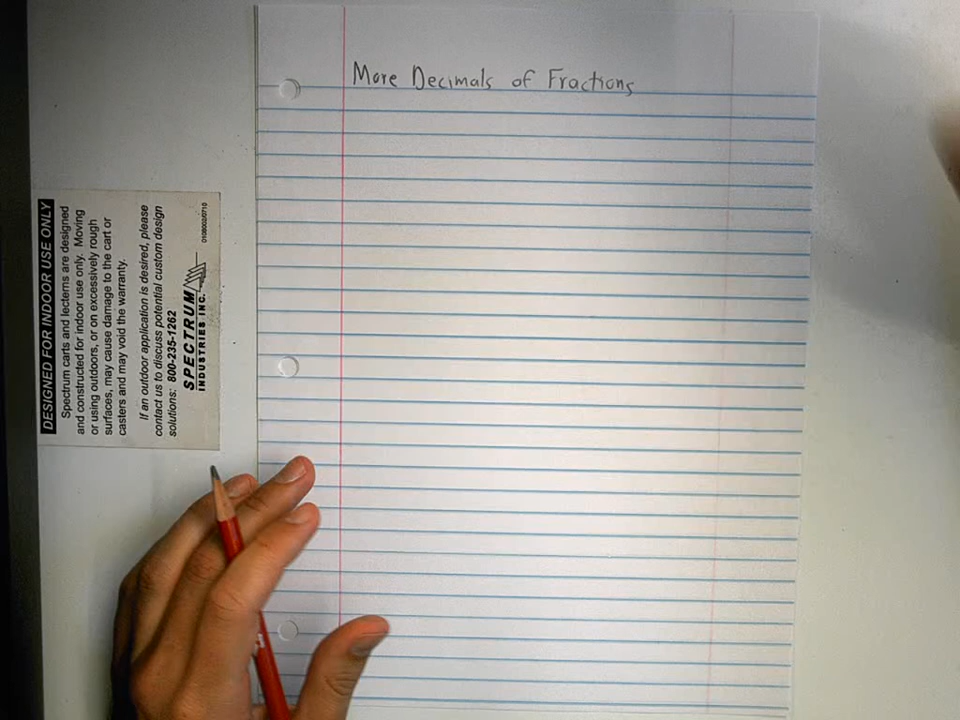 More Decimals of Fractions
DESIGNED FOR INDOOR USE ONLY
Spectrum carts and lecterns are designed
and constructed for indoor use only. Moving
or using outdoors, or on excessively rough
surfaces, may cause damage to the cart or
casters and may void the warranty.
If an outdoor application is desired, please
contact us to discuss potential custom design
solutions: 800-235-1262
SPECTRUM
INDUSTRIES INC.